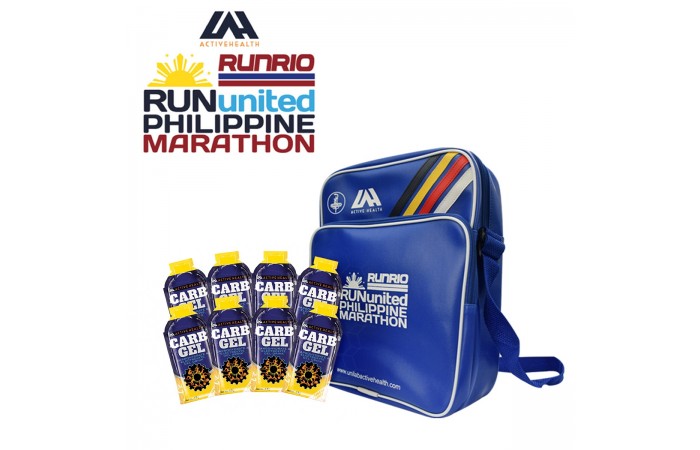 ACTIVEHEALTH
RUNRIO
RUNunited
PHILIPPINE
MARATHON
ACTIVE HEALTH
RUNRIO
RUNunited
PHILIPPINE
MARATHON
www.unilabactivehealth.com
CARB
GEL
CARB
GEL
CARB
GEL
CARB
GEL
CARB
GEL
CARB
GEL
CARB
GEL
CARB
GEL